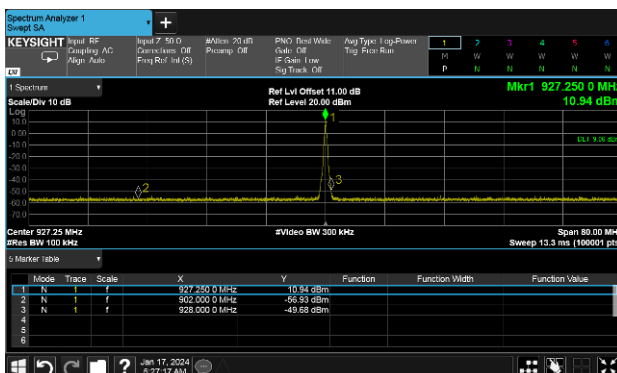 Spectrum Analyzer 1
Swept SA
+
KEYSIGHT Input RF Input Z 50 Ω #Atten 20 dB PNO Best Wide Avg Type Log-Power 1 2 3 4 5 6
Coupling AC Corrections Off Preamp Off Gate Off Trig Free Run M W W W W W
Align Auto Freq Ref Int (S) IF Gain Low P N N N N N
LXI Sig Track Off
1 Spectrum Ref Lvl Offset 11.00 dB Mkr1 927.250 0 MHz
Scale/Div 10 dB Ref Level 20.00 dBm 10.94 dBm
Log
10.0 1
0.00
-10.0
-20.0
-30.0
-40.0 3
-50.0 2
-60.0
-70.0
Center 927.25 MHz #Video BW 300 kHz Span 80.00 MH
#Res BW 100 kHz Sweep 13.3 ms (100001 pts
5 Marker Table
Mode Trace Scale X Y Function Function Width Function Value
1 N 1 f 927.250 0 MHz 10.94 dBm
2 N 1 f 902.000 0 MHz -56.93 dBm
3 N 1 f 928.000 0 MHz -49.68 dBm
4
5
6
? Jan 17, 2024
5:27:17 AM